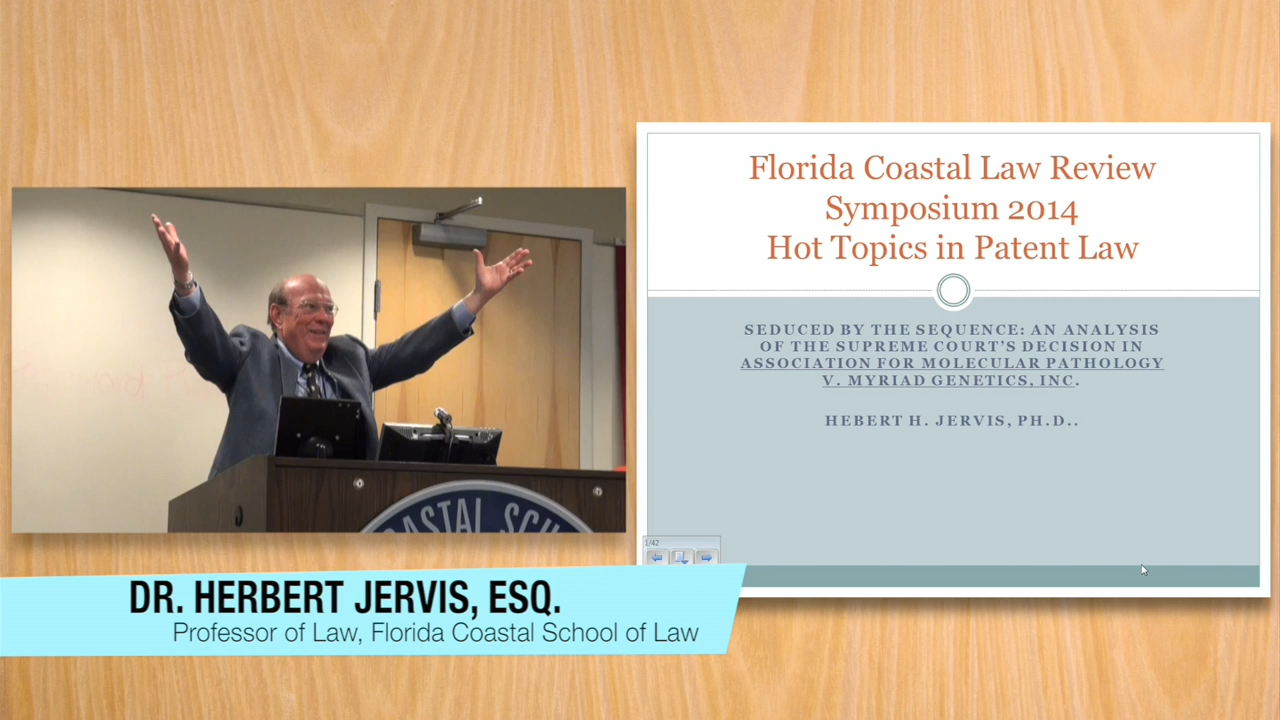 Florida Coastal Law Review
Symposium 2014
Hot Topics in Patent Law
SEDUCED BY THE SEQUENCE: AN ANALYSIS
OF THE SUPREME COURT'S DECISION IN
ASSOCIATION FOR MOLECULAR PATHOLOGY
V. MYRIAD GENETICS, INC.
HEBERT H. JERVIS, PH.D..
1/42
COASTAL SCHO
DR. HERBERT JERVIS, ESQ.
Professor of Law, Florida Coastal School of Law